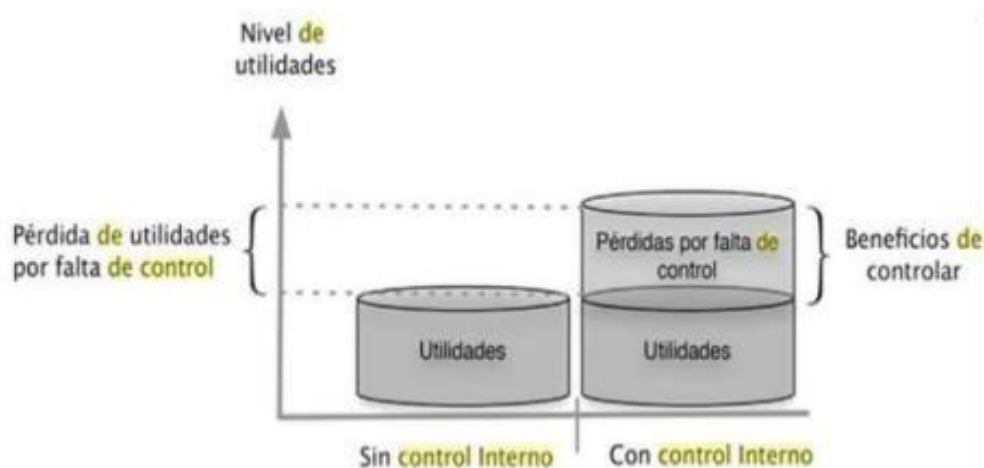 Nivel de
utilidades
Pérdida de utilidades
por falta de control
Pérdidas por falta de
control
Beneficios de
controlar
Utilidades
Utilidades
Sin control Interno
Con control Interno